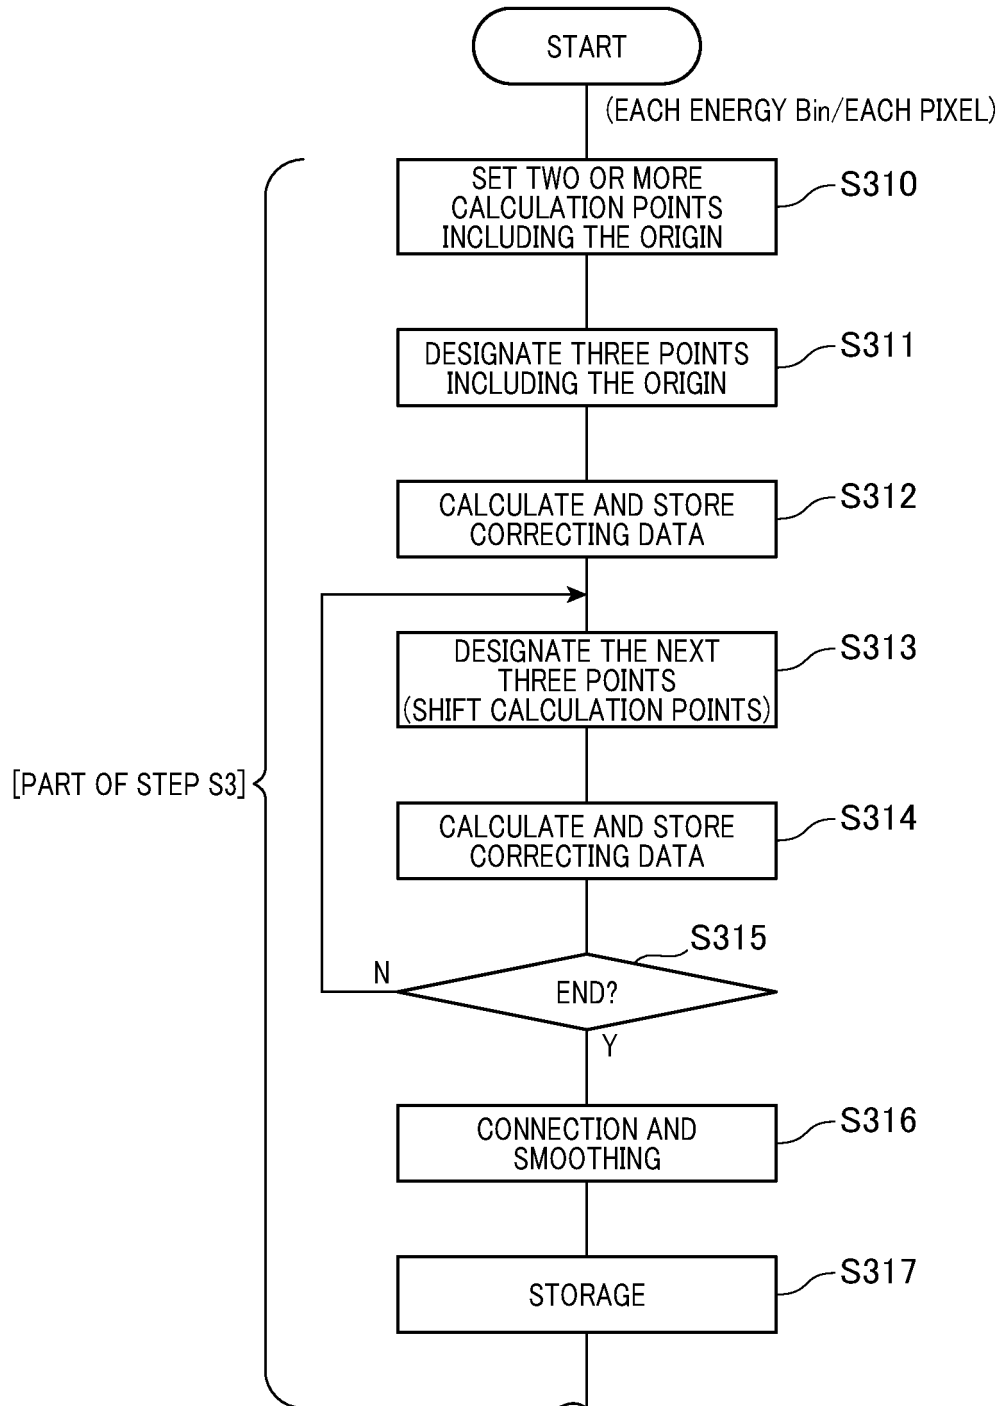 START
(EACH ENERGY Bin/EACH PIXEL)
SET TWO OR MORE
CALCULATION POINTS
INCLUDING THE ORIGIN
S310
DESIGNATE THREE POINTS
INCLUDING THE ORIGIN
S311
CALCULATE AND STORE
CORRECTING DATA
S312
DESIGNATE THE NEXT
THREE POINTS
(SHIFT CALCULATION POINTS)
S313
[PART OF STEP S3]
CALCULATE AND STORE
CORRECTING DATA
S314
S315
N
END?
Y
CONNECTION AND
SMOOTHING
S316
STORAGE
S317